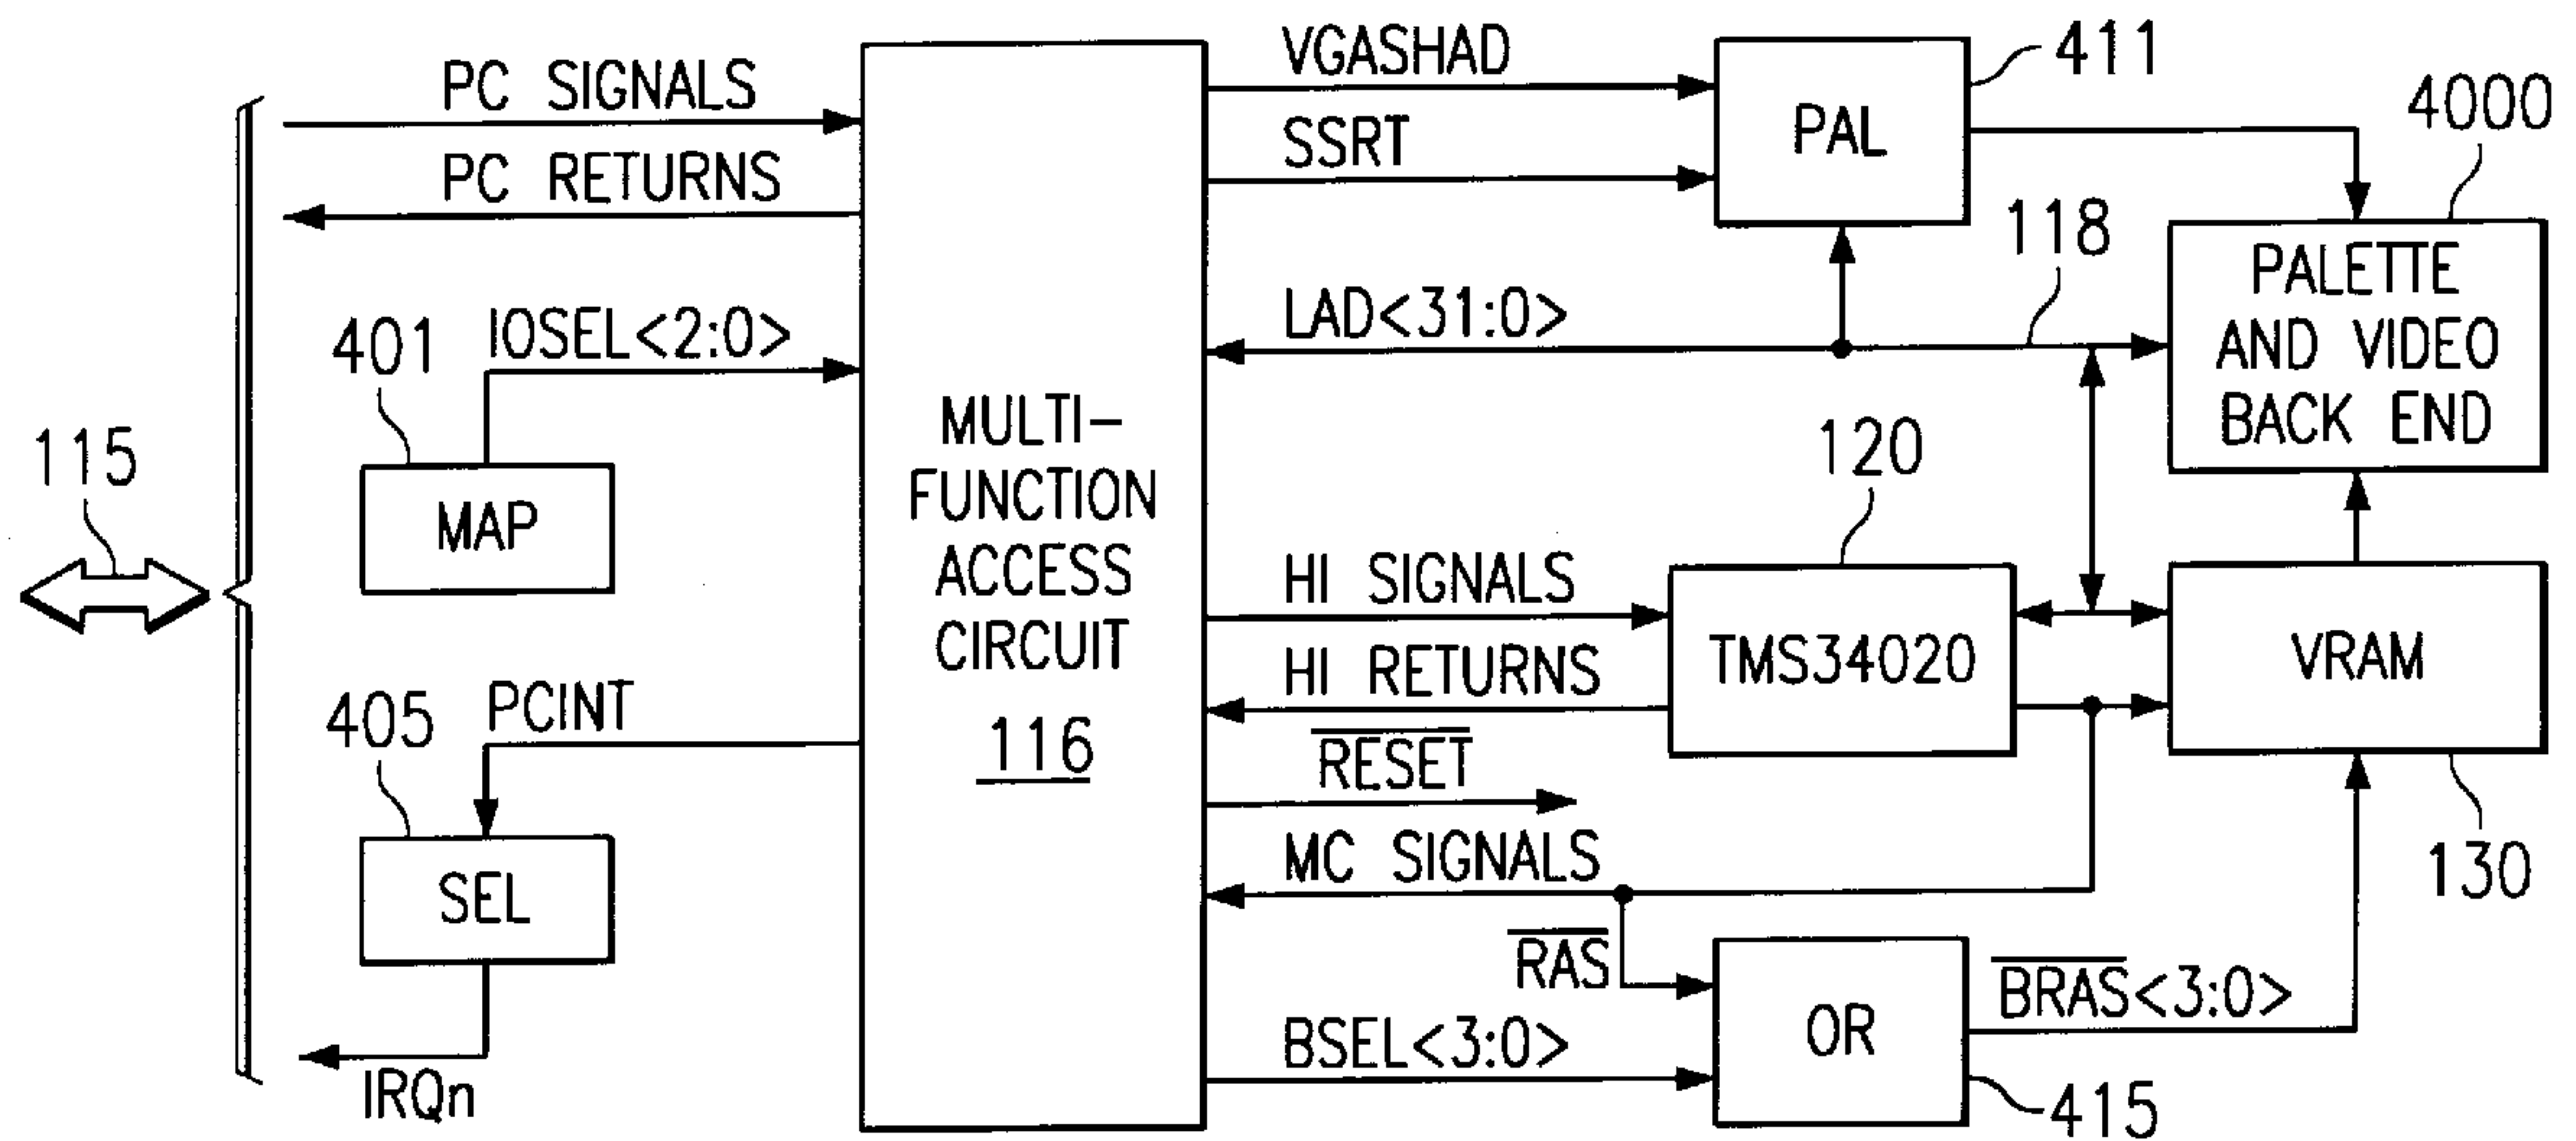 PC SIGNALS
PC RETURNS
401
IOSEL<2:0>
MAP
115
405
PCINT
SEL
IRQn
MULTI-
FUNCTION
ACCESS
CIRCUIT
116
VGASHAD
SSRT
PAL
411
4000
118
LAD<31:0>
PALETTE
AND VIDEO
BACK END
120
HI SIGNALS
HI RETURNS
TMS34020
VRAM
130
RESET
MC SIGNALS
RAS
BSEL<3:0>
OR
BRAS<3:0>
415